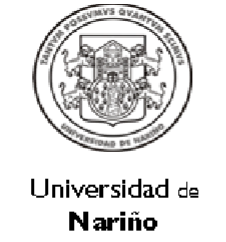 TANTVM POSSVMVS QVANTVM SCIMVS
UNIVERSIDAD DE NARIÑO
Universidad de
Nariño